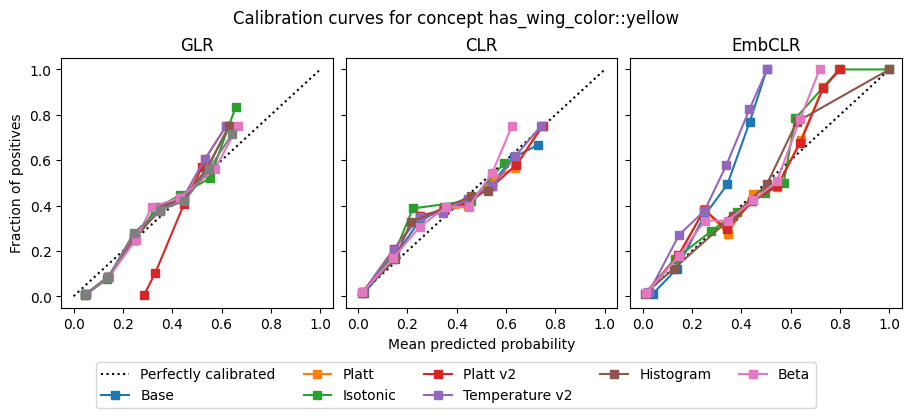 Calibration curves for concept has_wing_color::yellow
GLR
CLR
EmbCLR
Fraction of positives
1.0
0.8
0.6
0.4
0.2
0.0
0.0 0.2 0.4 0.6 0.8 1.0
0.0 0.2 0.4 0.6 0.8 1.0
0.0 0.2 0.4 0.6 0.8 1.0
Mean predicted probability
Perfectly calibrated
Base
Platt
Isotonic
Platt v2
Temperature v2
Histogram
Beta